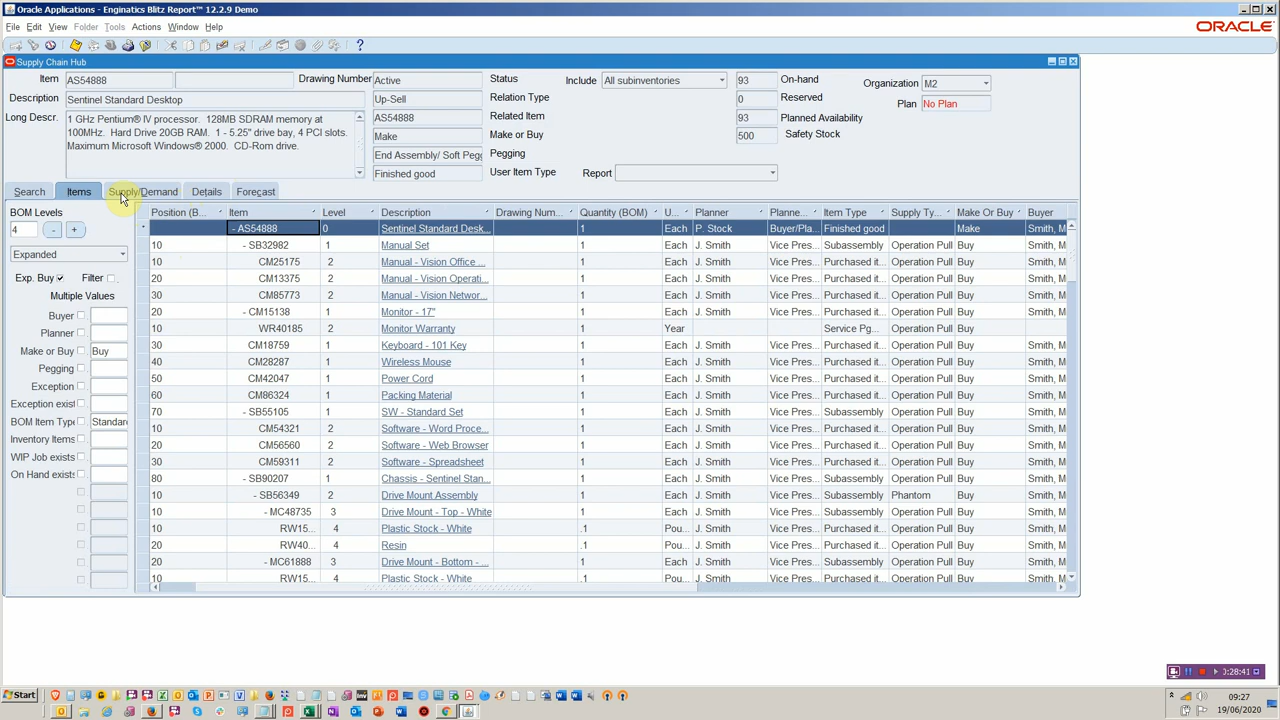 Oracle Applications - Enginatics Blitz Report™ 12.2.9 Demo
File Edit View Folder Tools Actions Window Help
ORACLE
Supply Chain Hub
Item AS54888 Drawing Number Active Status Include All subinventories 93 On-hand Organization M2
Description Sentinel Standard Desktop Up-Sell Relation Type 0 Reserved Plan No Plan
Long Descr. 1 GHz Pentium® IV processor. 128MB SDRAM memory at AS54888 Related Item 93 Planned Availability
100MHz. Hard Drive 20GB RAM. 1 - 5.25" drive bay, 4 PCI slots. Make Make or Buy 500 Safety Stock
Maximum Microsoft Windows® 2000. CD-Rom drive. End Assembly/ Soft Pegg Pegging
Finished good User Item Type Report
Search Items Supply/Demand Details Forecast
BOM Levels
4 - +
Expanded
Exp. Buy Filter
Multiple Values
Buyer
Planner
Make or Buy Buy
Pegging
Exception
Exception exist
BOM Item Type Standard
Inventory Items
WIP Job exists
On Hand exists
Position (B... Item Level Description Drawing Num... Quantity (BOM) U... Planner Planne... Item Type Supply Ty... Make Or Buy Buyer
- AS54888 0 Sentinel Standard Desk... 1 Each P. Stock Buyer/Pla... Finished good Make Smith, M
10 - SB32982 1 Manual Set 1 Each J. Smith Vice Pres... Subassembly Operation Pull Buy Smith, M
10 CM25175 2 Manual - Vision Office ... 1 Each J. Smith Vice Pres... Purchased it... Operation Pull Buy Smith, M
20 CM13375 2 Manual - Vision Operati... 1 Each J. Smith Vice Pres... Purchased it... Operation Pull Buy Smith, M
30 CM85773 2 Manual - Vision Networ... 1 Each J. Smith Vice Pres... Purchased it... Operation Pull Buy Smith, M
20 - CM15138 1 Monitor - 17" 1 Each J. Smith Vice Pres... Purchased it... Operation Pull Buy Smith, M
10 WR40185 2 Monitor Warranty 1 Year Service Pg... Operation Pull Buy
30 CM18759 1 Keyboard - 101 Key 1 Each J. Smith Vice Pres... Purchased it... Operation Pull Buy Smith, M
40 CM28287 1 Wireless Mouse 1 Each J. Smith Vice Pres... Purchased it... Operation Pull Buy Smith, M
50 CM42047 1 Power Cord 1 Each J. Smith Vice Pres... Purchased it... Operation Pull Buy Smith, M
60 CM86324 1 Packing Material 1 Each J. Smith Vice Pres... Purchased it... Operation Pull Buy Smith, M
70 - SB55105 1 SW - Standard Set 1 Each J. Smith Vice Pres... Subassembly Operation Pull Buy Smith, M
10 CM54321 2 Software - Word Proce... 1 Each J. Smith Vice Pres... Purchased it... Operation Pull Buy Smith, M
20 CM56560 2 Software - Web Browser 1 Each J. Smith Vice Pres... Purchased it... Operation Pull Buy Smith, M
30 CM59311 2 Software - Spreadsheet 1 Each J. Smith Vice Pres... Purchased it... Operation Pull Buy Smith, M
80 - SB90207 1 Chassis - Sentinel Stan... 1 Each J. Smith Vice Pres... Subassembly Operation Pull Buy Smith, M
10 - SB56349 2 Drive Mount Assembly 1 Each J. Smith Vice Pres... Subassembly Phantom Buy Smith, M
10 - MC48735 3 Drive Mount - Top - White 1 Each J. Smith Vice Pres... Subassembly Operation Pull Buy Smith, M
10 RW15... 4 Plastic Stock - White .1 Pou... J. Smith Vice Pres... Purchased it... Operation Pull Buy Smith, M
20 RW40... 4 Resin .1 Pou... J. Smith Vice Pres... Purchased it... Operation Pull Buy Smith, M
20 - MC61888 3 Drive Mount - Bottom - ... 1 Each J. Smith Vice Pres... Subassembly Operation Pull Buy Smith, M
10 RW15... 4 Plastic Stock - White .1 Pou... J. Smith Vice Pres... Purchased it... Operation Pull Buy Smith, M
0:28:41
Start
09:27
19/06/2020